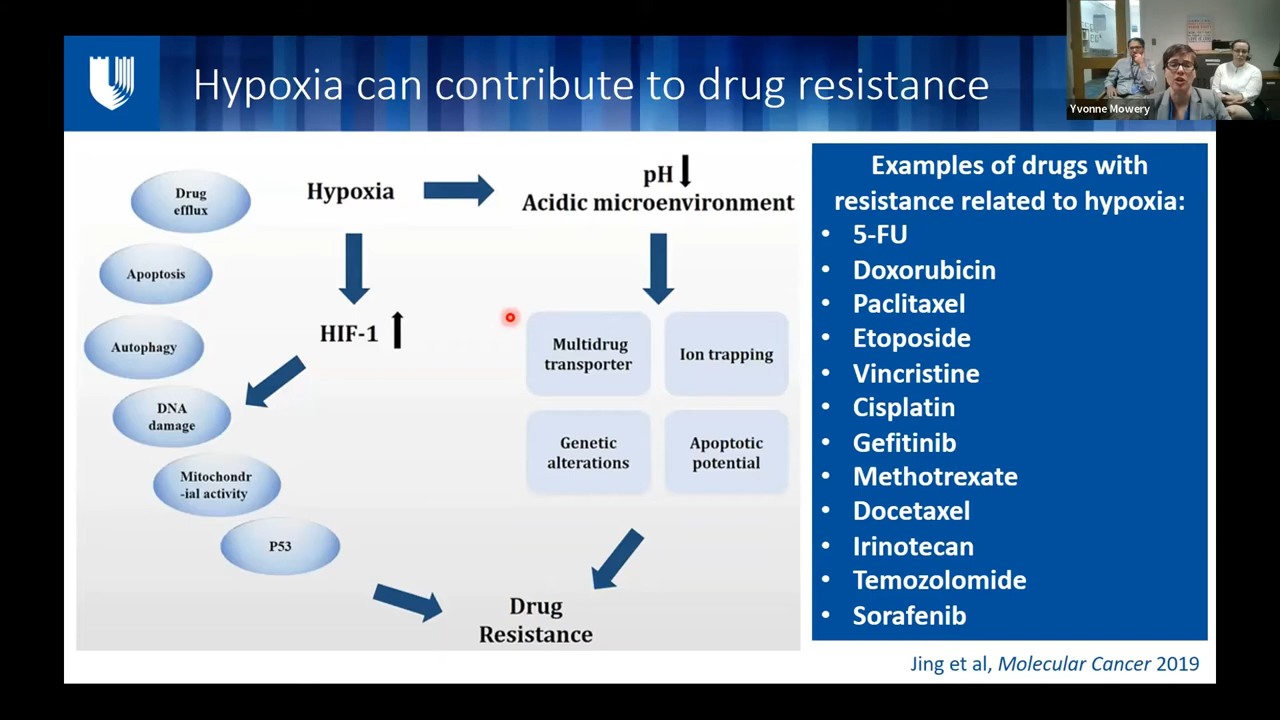 Hypoxia can contribute to drug resistance
Yvonne Mowery
Drug
efflux
Apoptosis
Autophagy
DNA
damage
Mitochondr
-ial activity
P53
Hypoxia
HIF-1
pH
Acidic microenvironment
Multidrug
transporter
Ion trapping
Genetic
alterations
Apoptotic
potential
Drug
Resistance
Examples of drugs with
resistance related to hypoxia:
• 5-FU
• Doxorubicin
• Paclitaxel
• Etoposide
• Vincristine
• Cisplatin
• Gefitinib
• Methotrexate
• Docetaxel
• Irinotecan
• Temozolomide
• Sorafenib
Jing et al, Molecular Cancer 2019